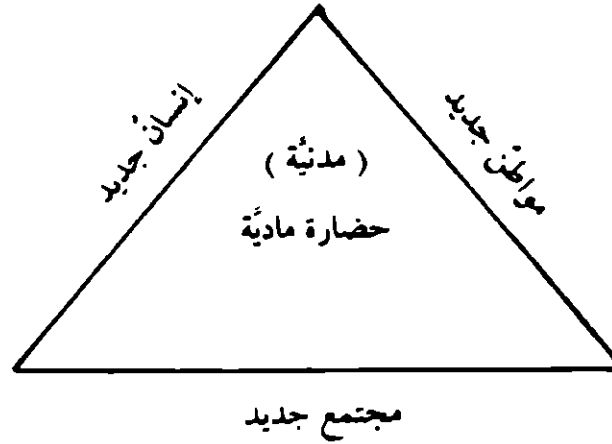 إنسانٌ جديد
مواطنٌ جديد
( مدنيَّة )
حضارة ماديَّة
مجتمع جديد